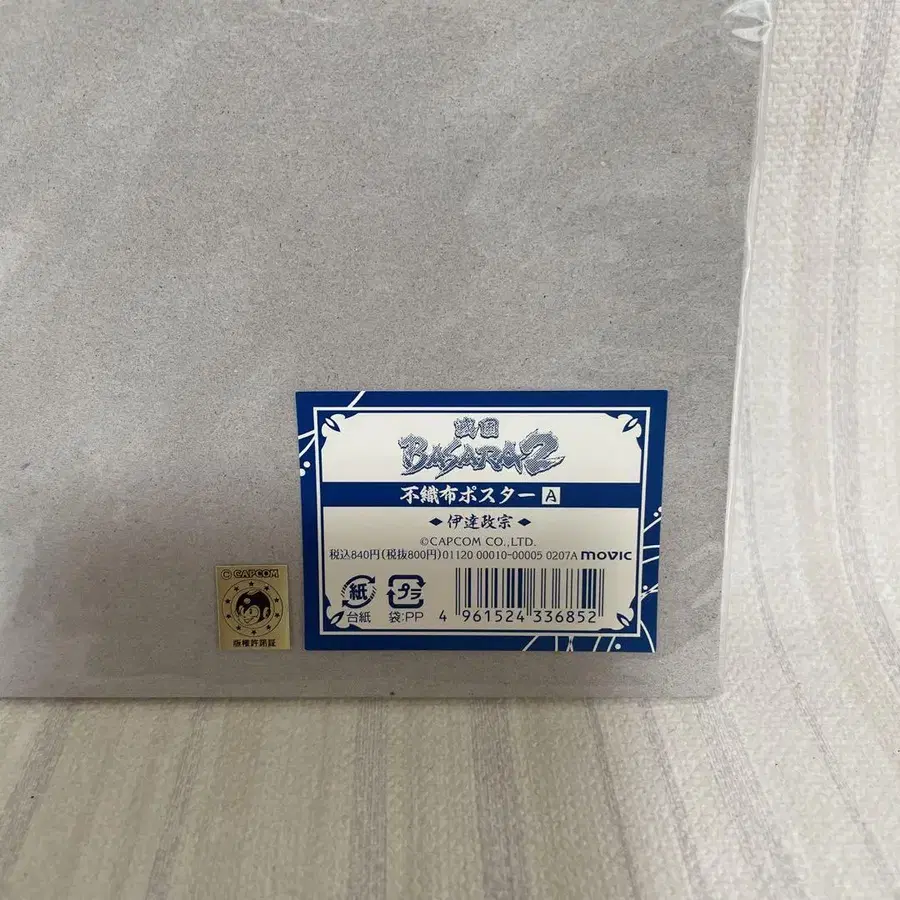 戦国
BASARA2
不織布ポスター A
伊達政宗
©CAPCOM CO.,LTD.
税込840円(税抜800円)01120 00010-00005 0207A movic
紙 プラ
台紙 袋:PP
4 961524 336852
© CAPCOM
版権許諾証